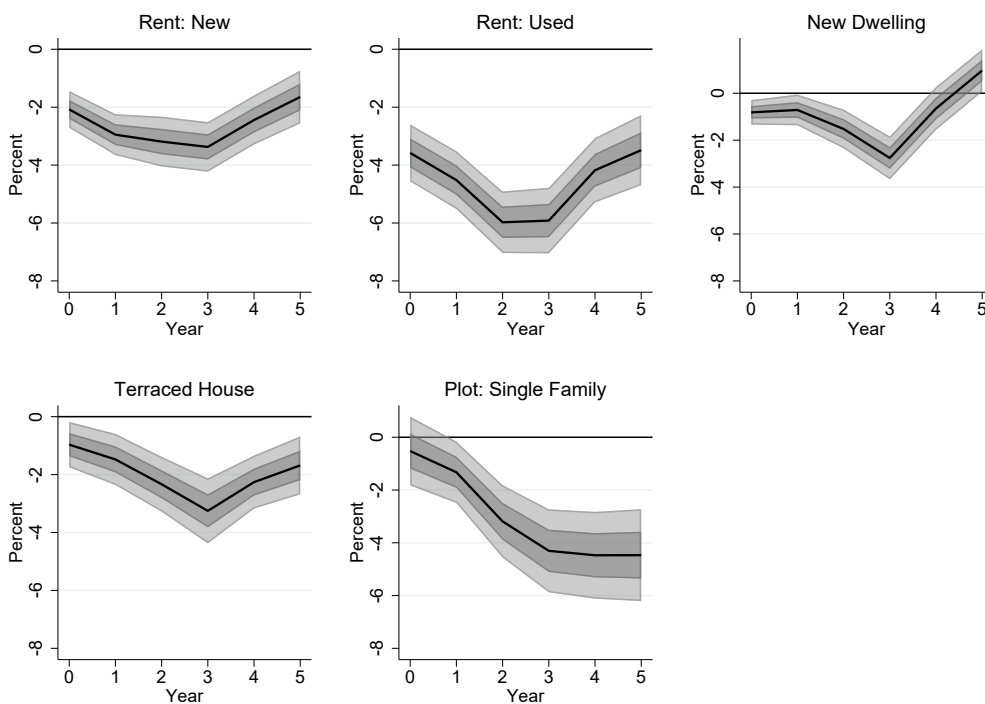 Rent: New
Percent
0
-2
-4
-6
-8
0 1 2 3 4 5
Year
Rent: Used
Percent
0
-2
-4
-6
-8
0 1 2 3 4 5
Year
New Dwelling
Percent
0
-2
-4
-6
-8
0 1 2 3 4 5
Year
Terraced House
Percent
0
-2
-4
-6
-8
0 1 2 3 4 5
Year
Plot: Single Family
Percent
0
-2
-4
-6
-8
0 1 2 3 4 5
Year